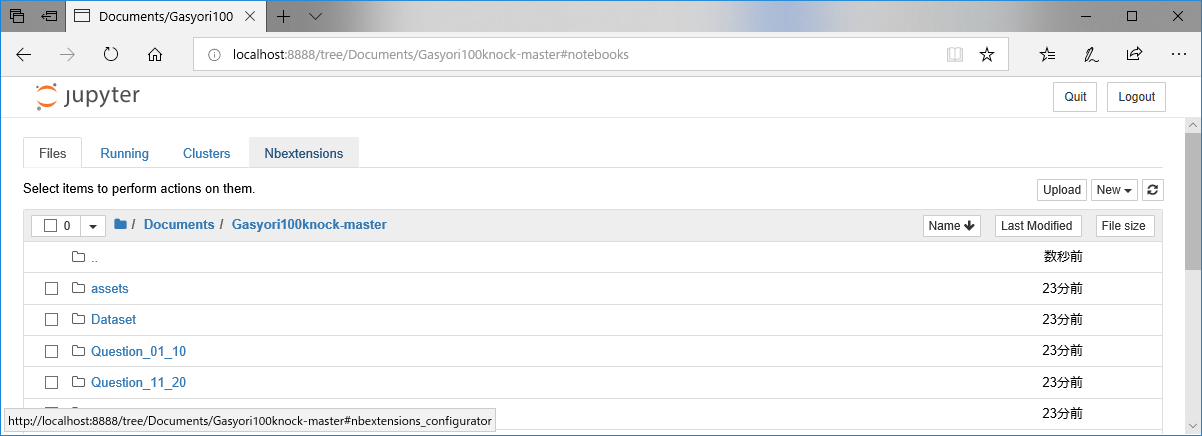 Documents/Gasyori100
localhost:8888/tree/Documents/Gasyori100knock-master#notebooks
jupyter
Quit
Logout
Files
Running
Clusters
Nbextensions
Select items to perform actions on them.
Upload
New
0
/ Documents / Gasyori100knock-master
Name
Last Modified
File size
..
数秒前
assets
23分前
Dataset
23分前
Question_01_10
23分前
Question_11_20
23分前
23分前
http://localhost:8888/tree/Documents/Gasyori100knock-master#nbextensions_configurator